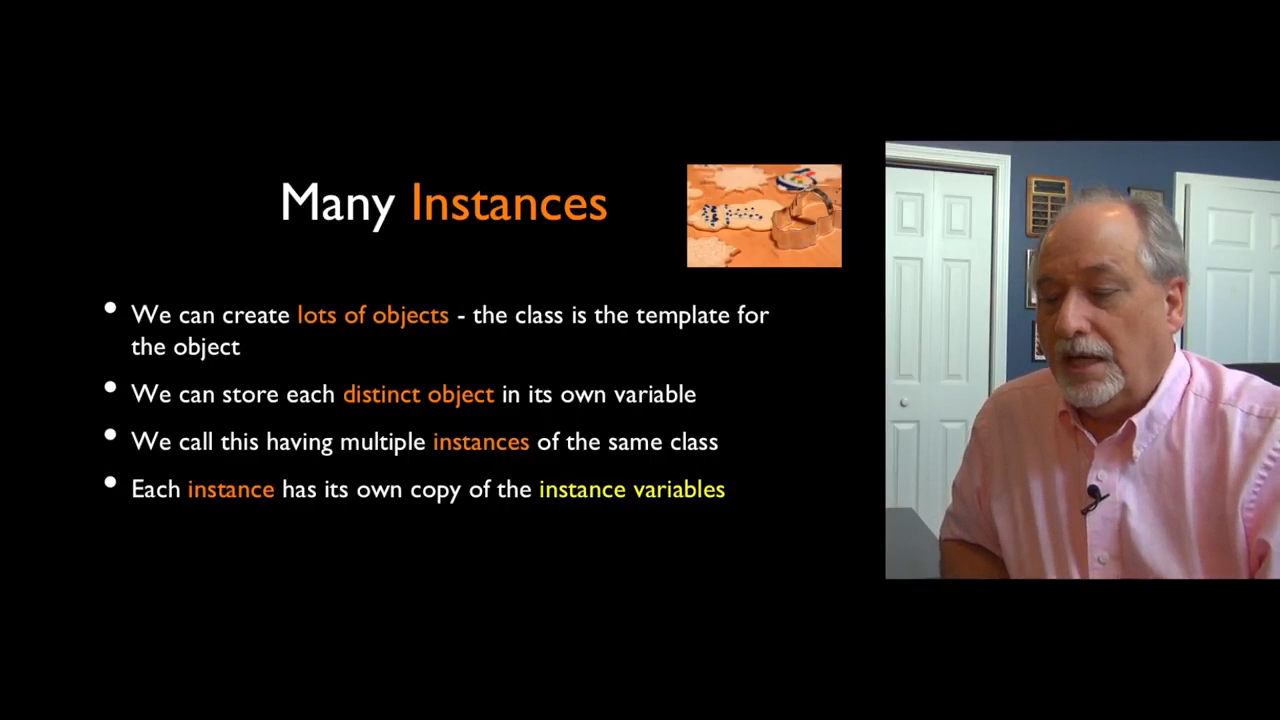 Many Instances
• We can create lots of objects - the class is the template for
the object
• We can store each distinct object in its own variable
• We call this having multiple instances of the same class
• Each instance has its own copy of the instance variables